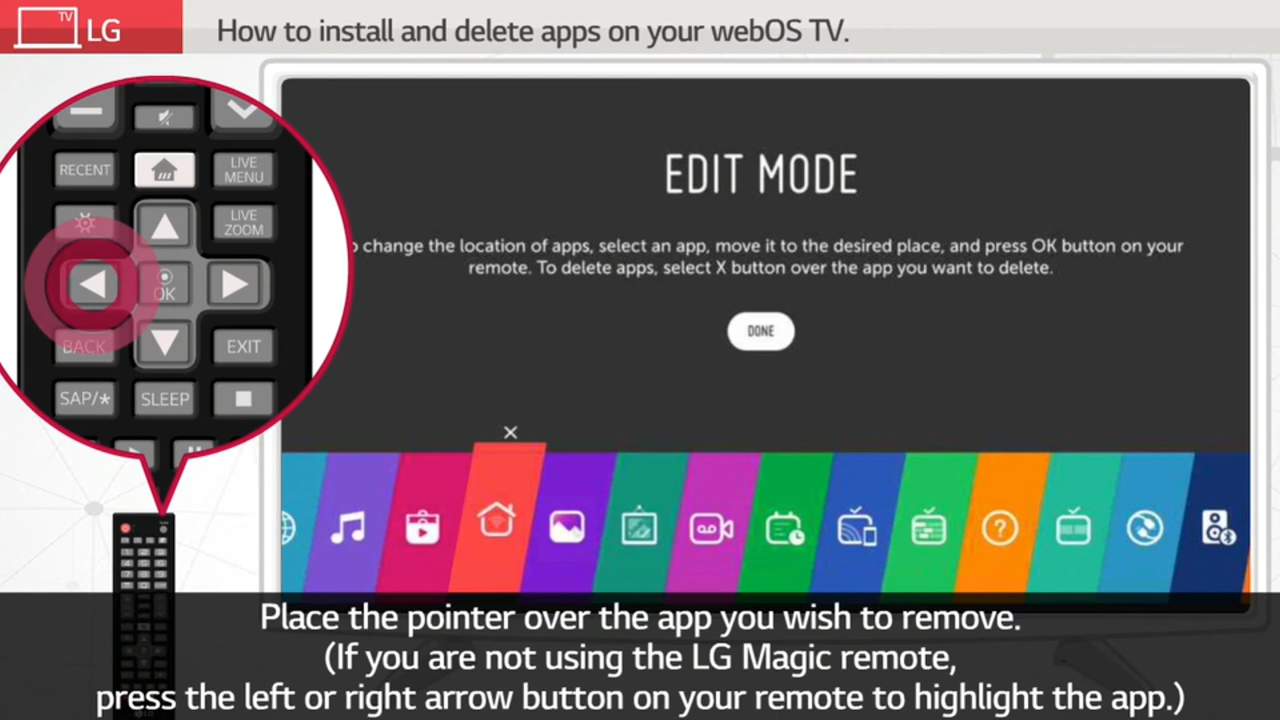 TV LG
How to install and delete apps on your webOS TV.
RECENT
LIVE
MENU
LIVE
ZOOM
OK
BACK
EXIT
SAP/*
SLEEP
EDIT MODE
change the location of apps, select an app, move it to the desired place, and press OK button on your
remote. To delete apps, select X button over the app you want to delete.
DONE
Place the pointer over the app you wish to remove.
(If you are not using the LG Magic remote,
press the left or right arrow button on your remote to highlight the app.)